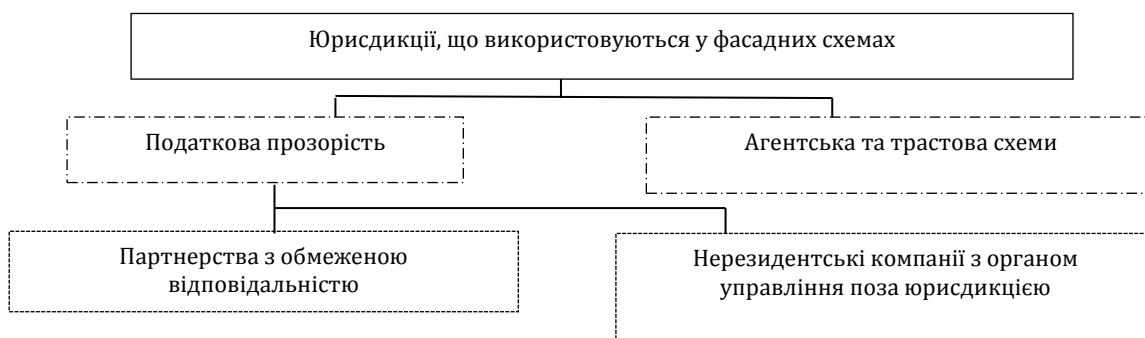 Юрисдикції, що використовуються у фасадних схемах
Податкова прозорість
Агентська та трастова схеми
Партнерства з обмеженою
відповідальністю
Нерезидентські компанії з органом
управління поза юрисдикцією